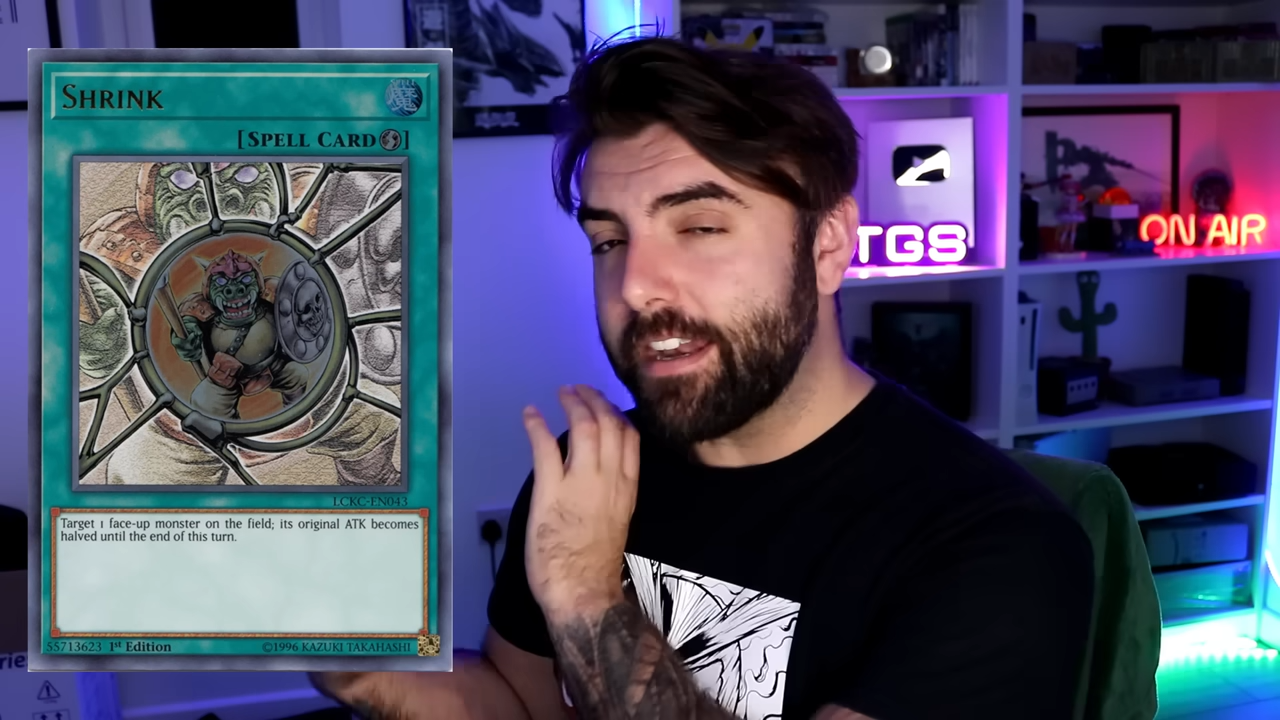 SHRINK
魔
[SPELL CARD]
LCKC-EN043
Target 1 face-up monster on the field; its original ATK becomes
halved until the end of this turn.
55713623 1st Edition ©1996 KAZUKI TAKAHASHI
TGS
ON AIR